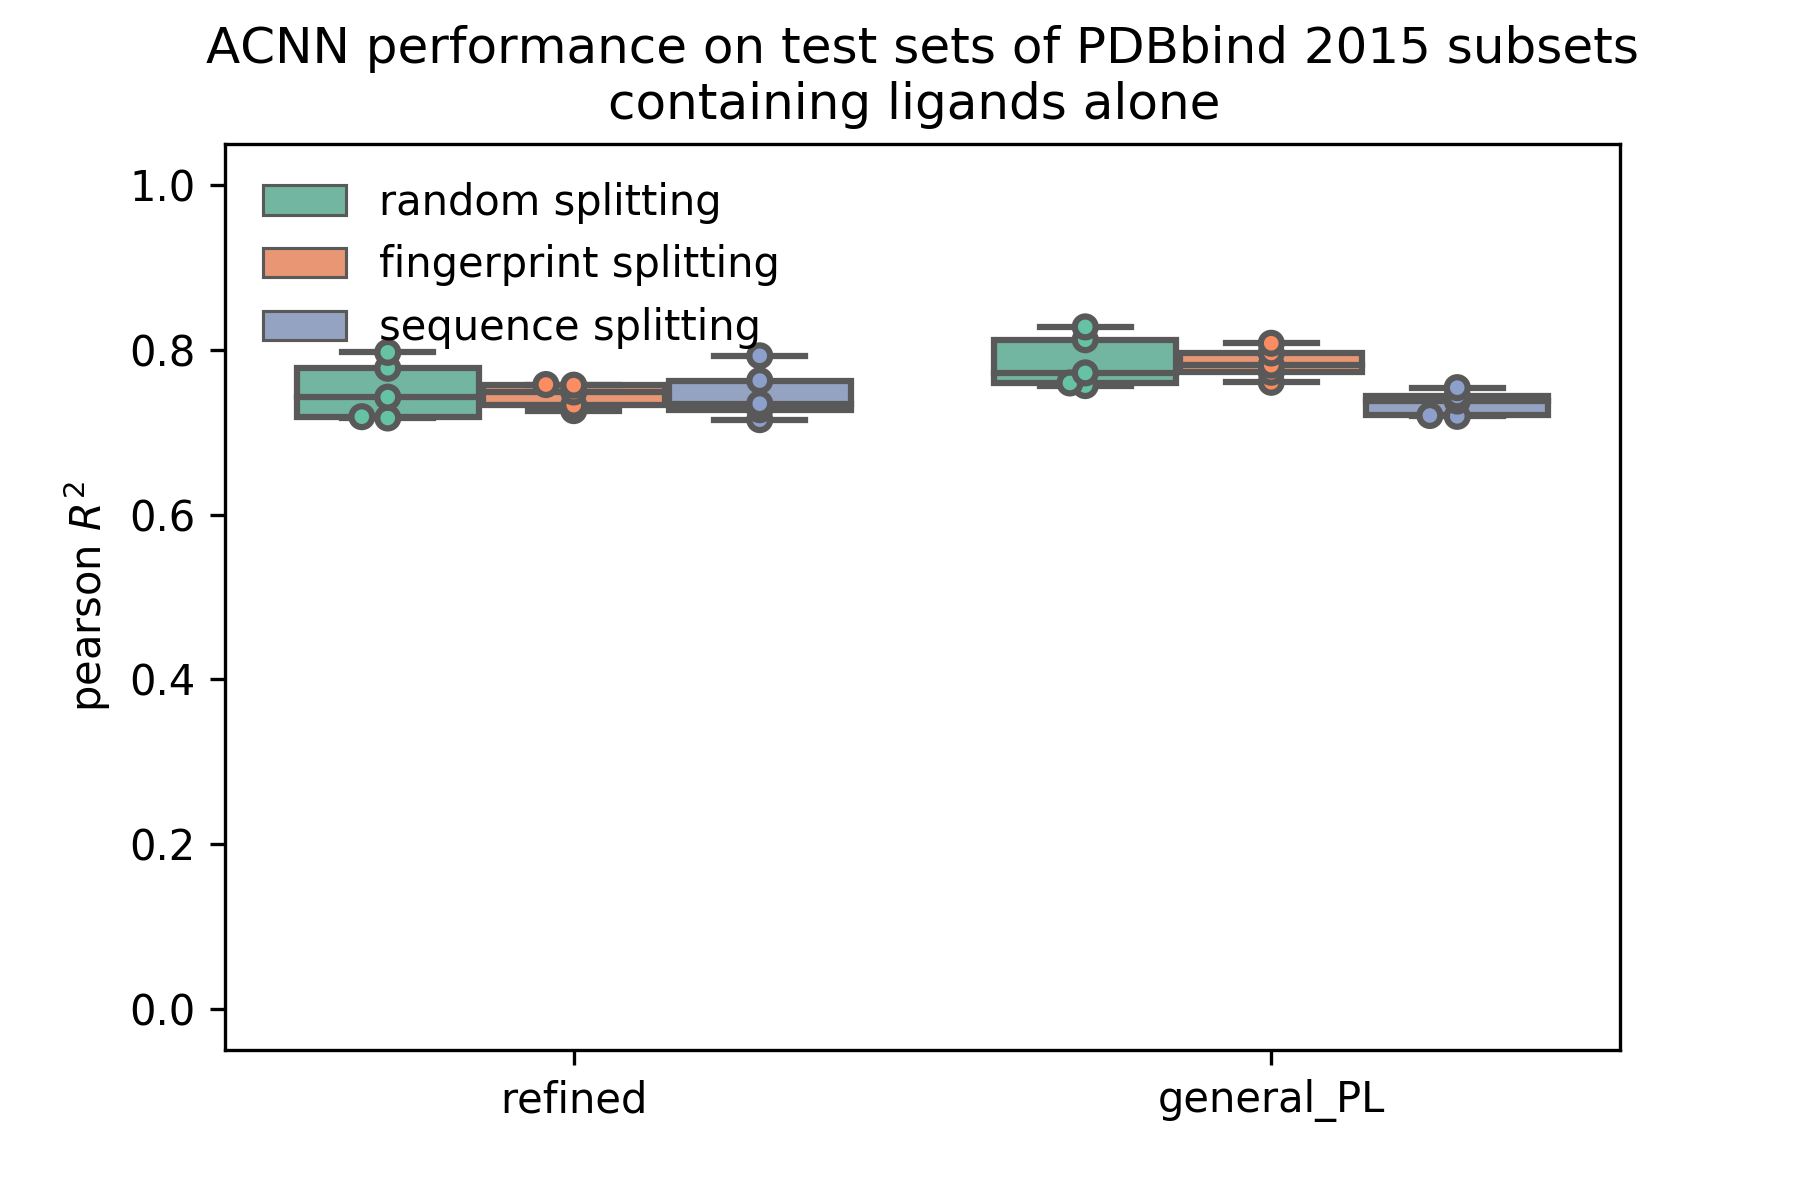 ACNN performance on test sets of PDBbind 2015 subsets
containing ligands alone
random splitting
fingerprint splitting
sequence splitting
pearson R²
1.0
0.8
0.6
0.4
0.2
0.0
refined
general_PL